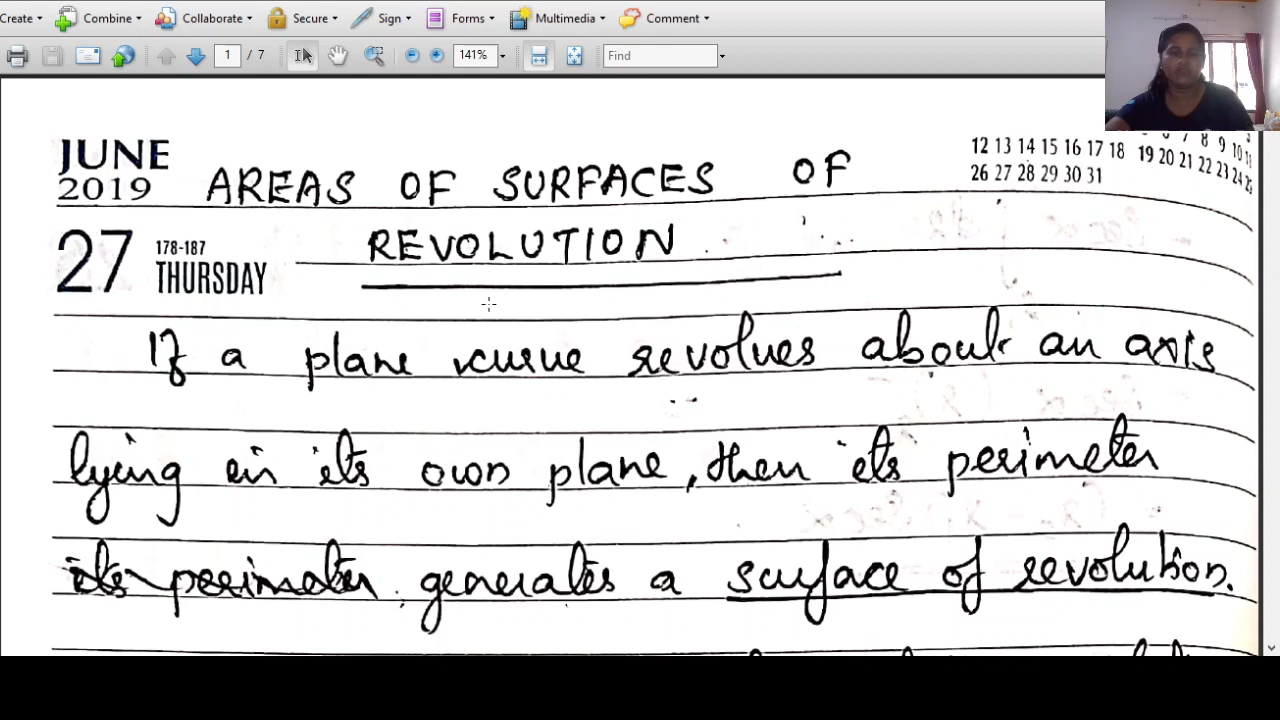 Create Combine Collaborate Secure Sign Forms Multimedia Comment
1 / 7 141% Find
JUNE
2019
AREAS OF SURFACES OF
12 13 14 15 16 17 18 19 20 21 22 23 24 25
26 27 28 29 30 31
27 178-187
THURSDAY
REVOLUTION
If a plane curve revolves about an axis
lying in its own plane, then its perimeter
its perimeter generates a surface of revolution.